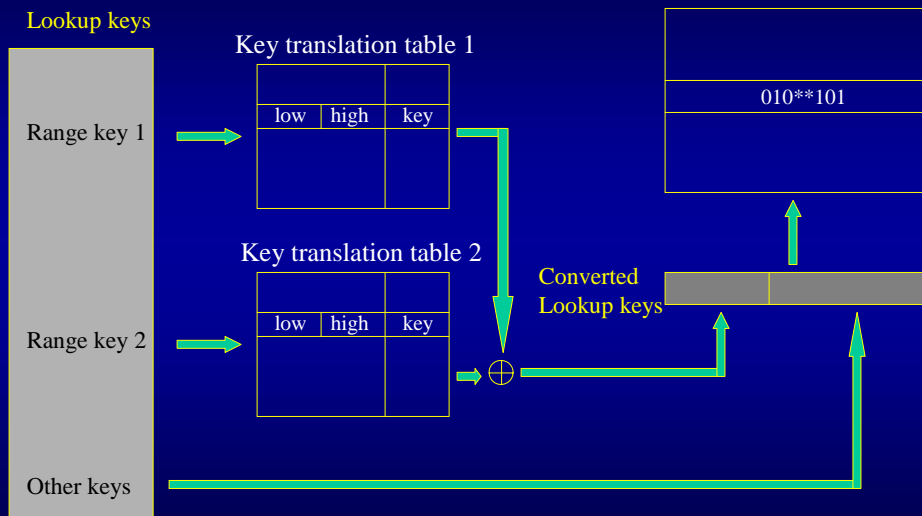 Lookup keys
Key translation table 1
low high key
Range key 1
010**101
Key translation table 2
low high key
Range key 2
Converted
Lookup keys
Other keys